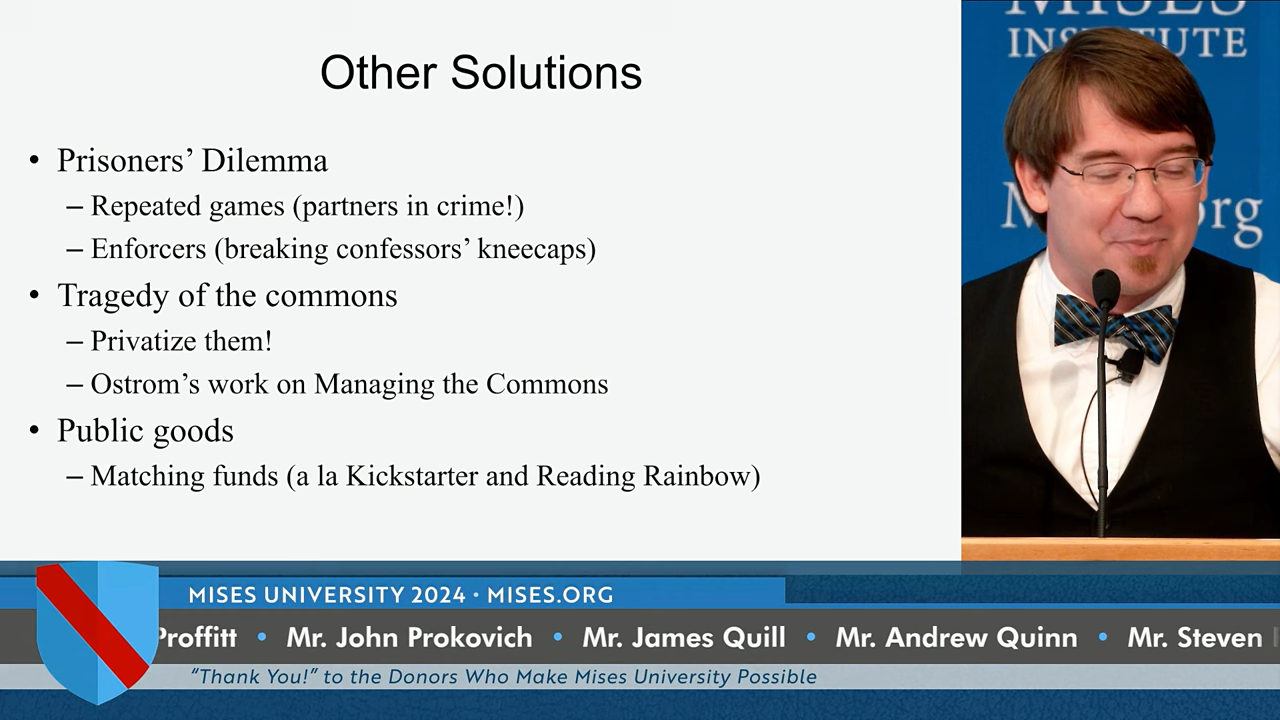 Other Solutions
• Prisoners' Dilemma
– Repeated games (partners in crime!)
– Enforcers (breaking confessors' kneecaps)
• Tragedy of the commons
– Privatize them!
– Ostrom's work on Managing the Commons
• Public goods
– Matching funds (a la Kickstarter and Reading Rainbow)
MISES
INSTITUTE
MISES UNIVERSITY 2024 • MISES.ORG
Proffitt • Mr. John Prokovich • Mr. James Quill • Mr. Andrew Quinn • Mr. Steven
"Thank You!" to the Donors Who Make Mises University Possible